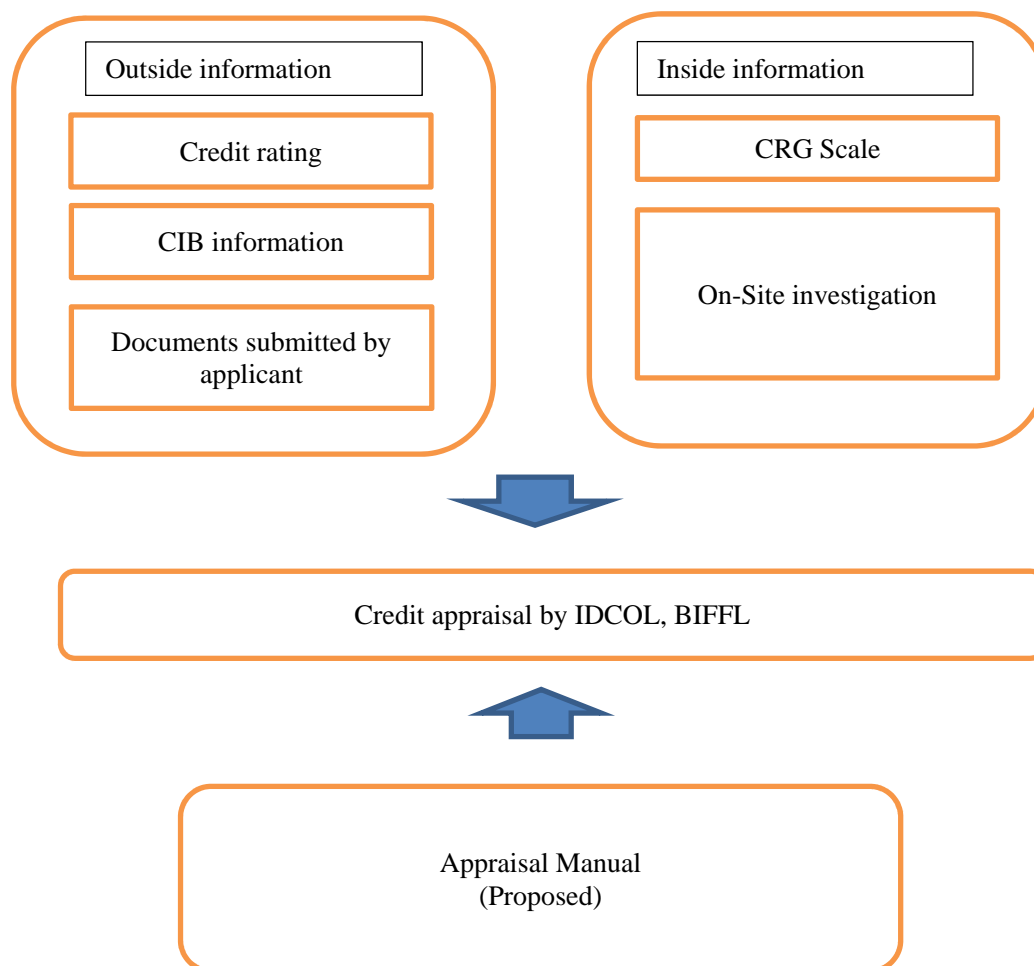 Outside information
Credit rating
CIB information
Documents submitted by
applicant
Inside information
CRG Scale
On-Site investigation
Credit appraisal by IDCOL, BIFFL
Appraisal Manual
(Proposed)